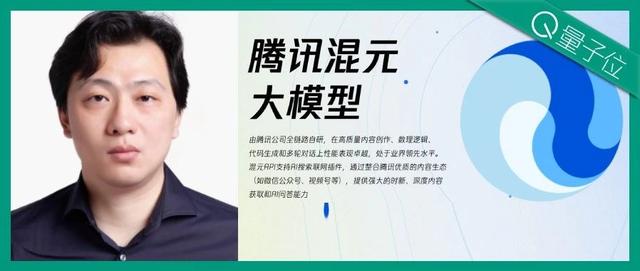 量子位
腾讯混元
大模型
由腾讯公司全链路自研，在高质量内容创作、数理逻辑、
代码生成和多轮对话上性能表现卓越，处于业界领先水平。
混元API支持AI搜索联网插件，通过整合腾讯优质的内容生态
（如微信公众号、视频号等），提供强大的时新、深度内容
获取和AI问答能力